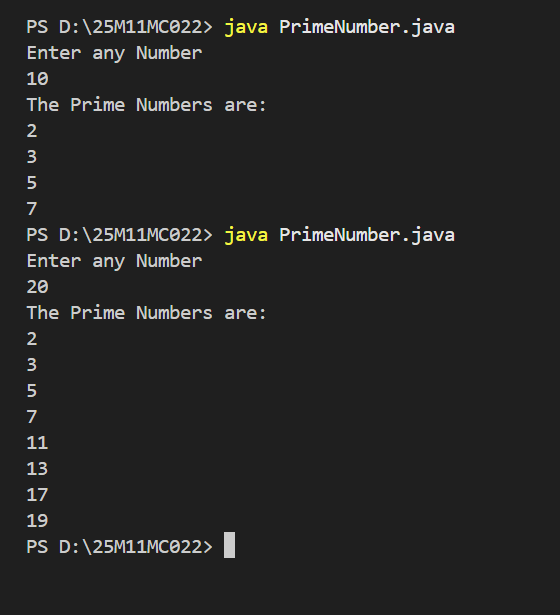 PS D:\25M11MC022> java PrimeNumber.java
Enter any Number
10
The Prime Numbers are:
2
3
5
7
PS D:\25M11MC022> java PrimeNumber.java
Enter any Number
20
The Prime Numbers are:
2
3
5
7
11
13
17
19
PS D:\25M11MC022>